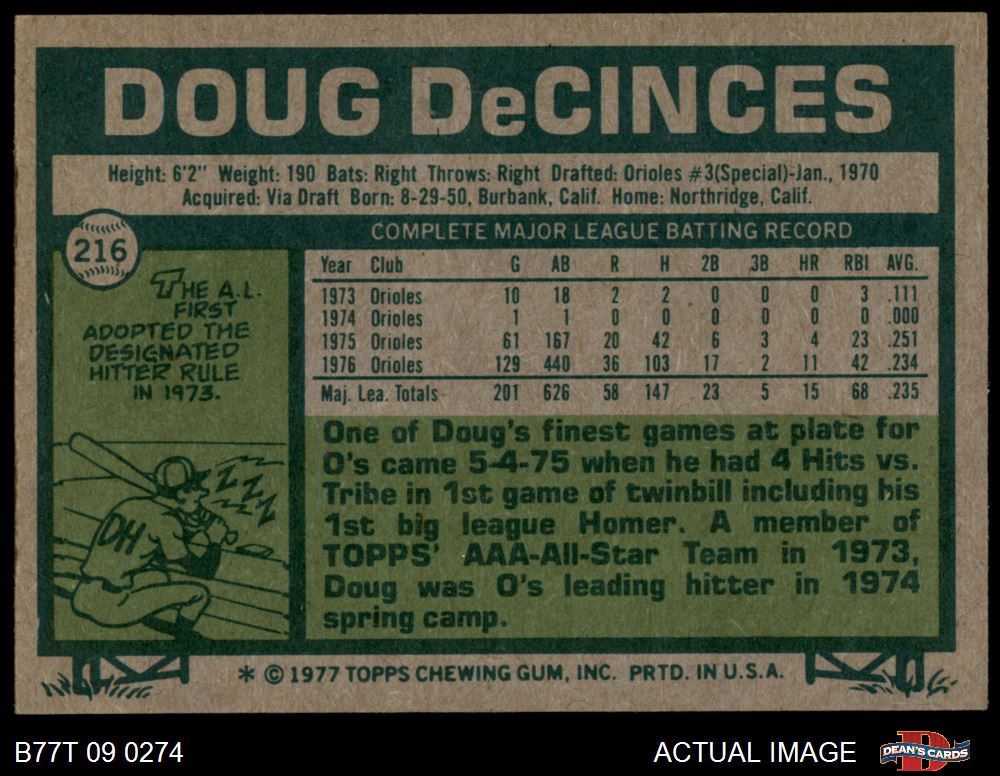 DOUG DeCINCES
Height: 6'2" Weight: 190 Bats: Right Throws: Right Drafted: Orioles #3(Special)-Jan., 1970
Acquired: Via Draft Born: 8-29-50, Burbank, Calif. Home: Northridge, Calif.
216
THE A.L.
FIRST
ADOPTED THE
DESIGNATED
HITTER RULE
IN 1973.
ZZZ
ZZZ
DH
COMPLETE MAJOR LEAGUE BATTING RECORD
Year Club G AB R H 2B 3B HR RBI AVG.
1973 Orioles 10 18 2 2 0 0 0 3 .111
1974 Orioles 1 1 0 0 0 0 0 0 .000
1975 Orioles 61 167 20 42 6 3 4 23 .251
1976 Orioles 129 440 36 103 17 2 11 42 .234
Maj. Lea. Totals 201 626 58 147 23 5 15 68 .235
One of Doug's finest games at plate for
O's came 5-4-75 when he had 4 Hits vs.
Tribe in 1st game of twinbill including his
1st big league Homer. A member of
TOPPS' AAA-All-Star Team in 1973,
Doug was O's leading hitter in 1974
spring camp.
* © 1977 TOPPS CHEWING GUM, INC. PRTD. IN U.S.A.
B77T 09 0274
ACTUAL IMAGE
D
DEAN'S CARDS